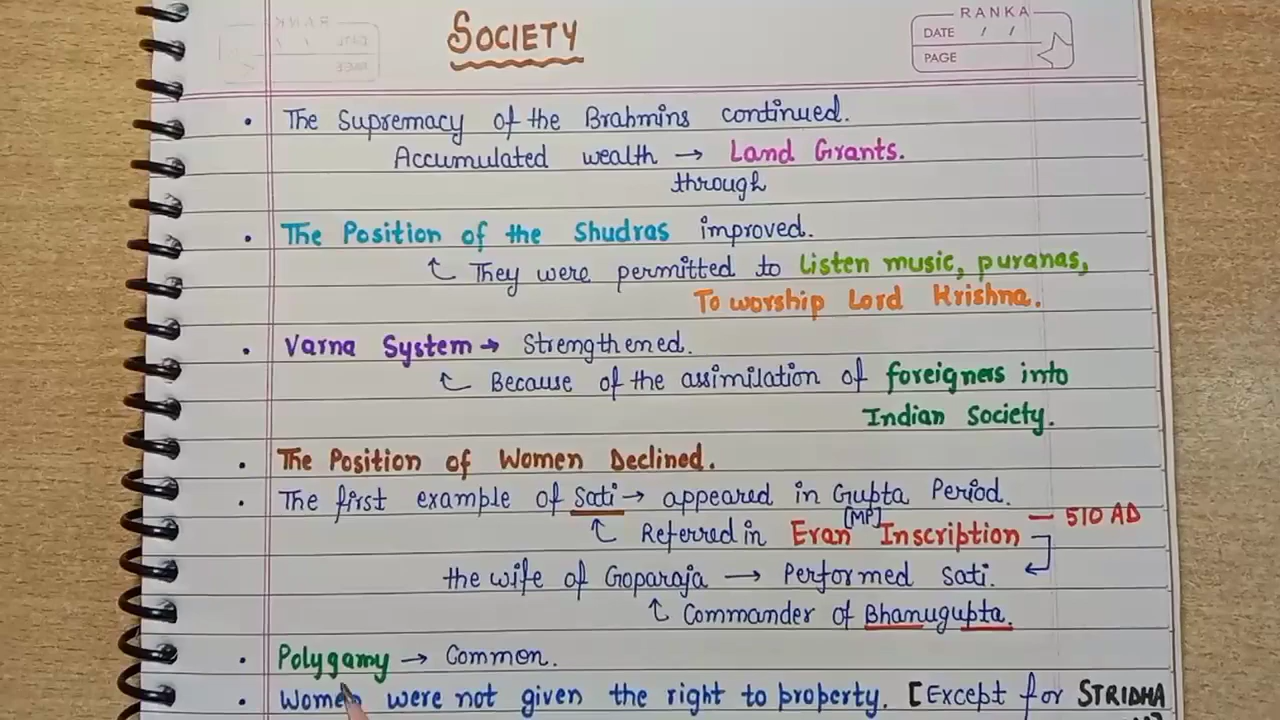 SOCIETY
RANKA
DATE / /
PAGE
• The Supremacy of the Brahmins continued.
Accumulated wealth → Land Grants.
through
• The Position of the Shudras improved.
They were permitted to listen music, puranas,
To worship Lord Krishna.
• Varna System → Strengthened.
Because of the assimilation of foreigners into
Indian Society.
• The Position of Women Declined.
• The first example of Sati → appeared in Gupta Period.
[MP]
Referred in Eran Inscription — 510 AD
the wife of Goparaja → Performed Sati.
Commander of Bhanugupta.
• Polygamy → Common.
• Women were not given the right to property. [Except for STRIDHA